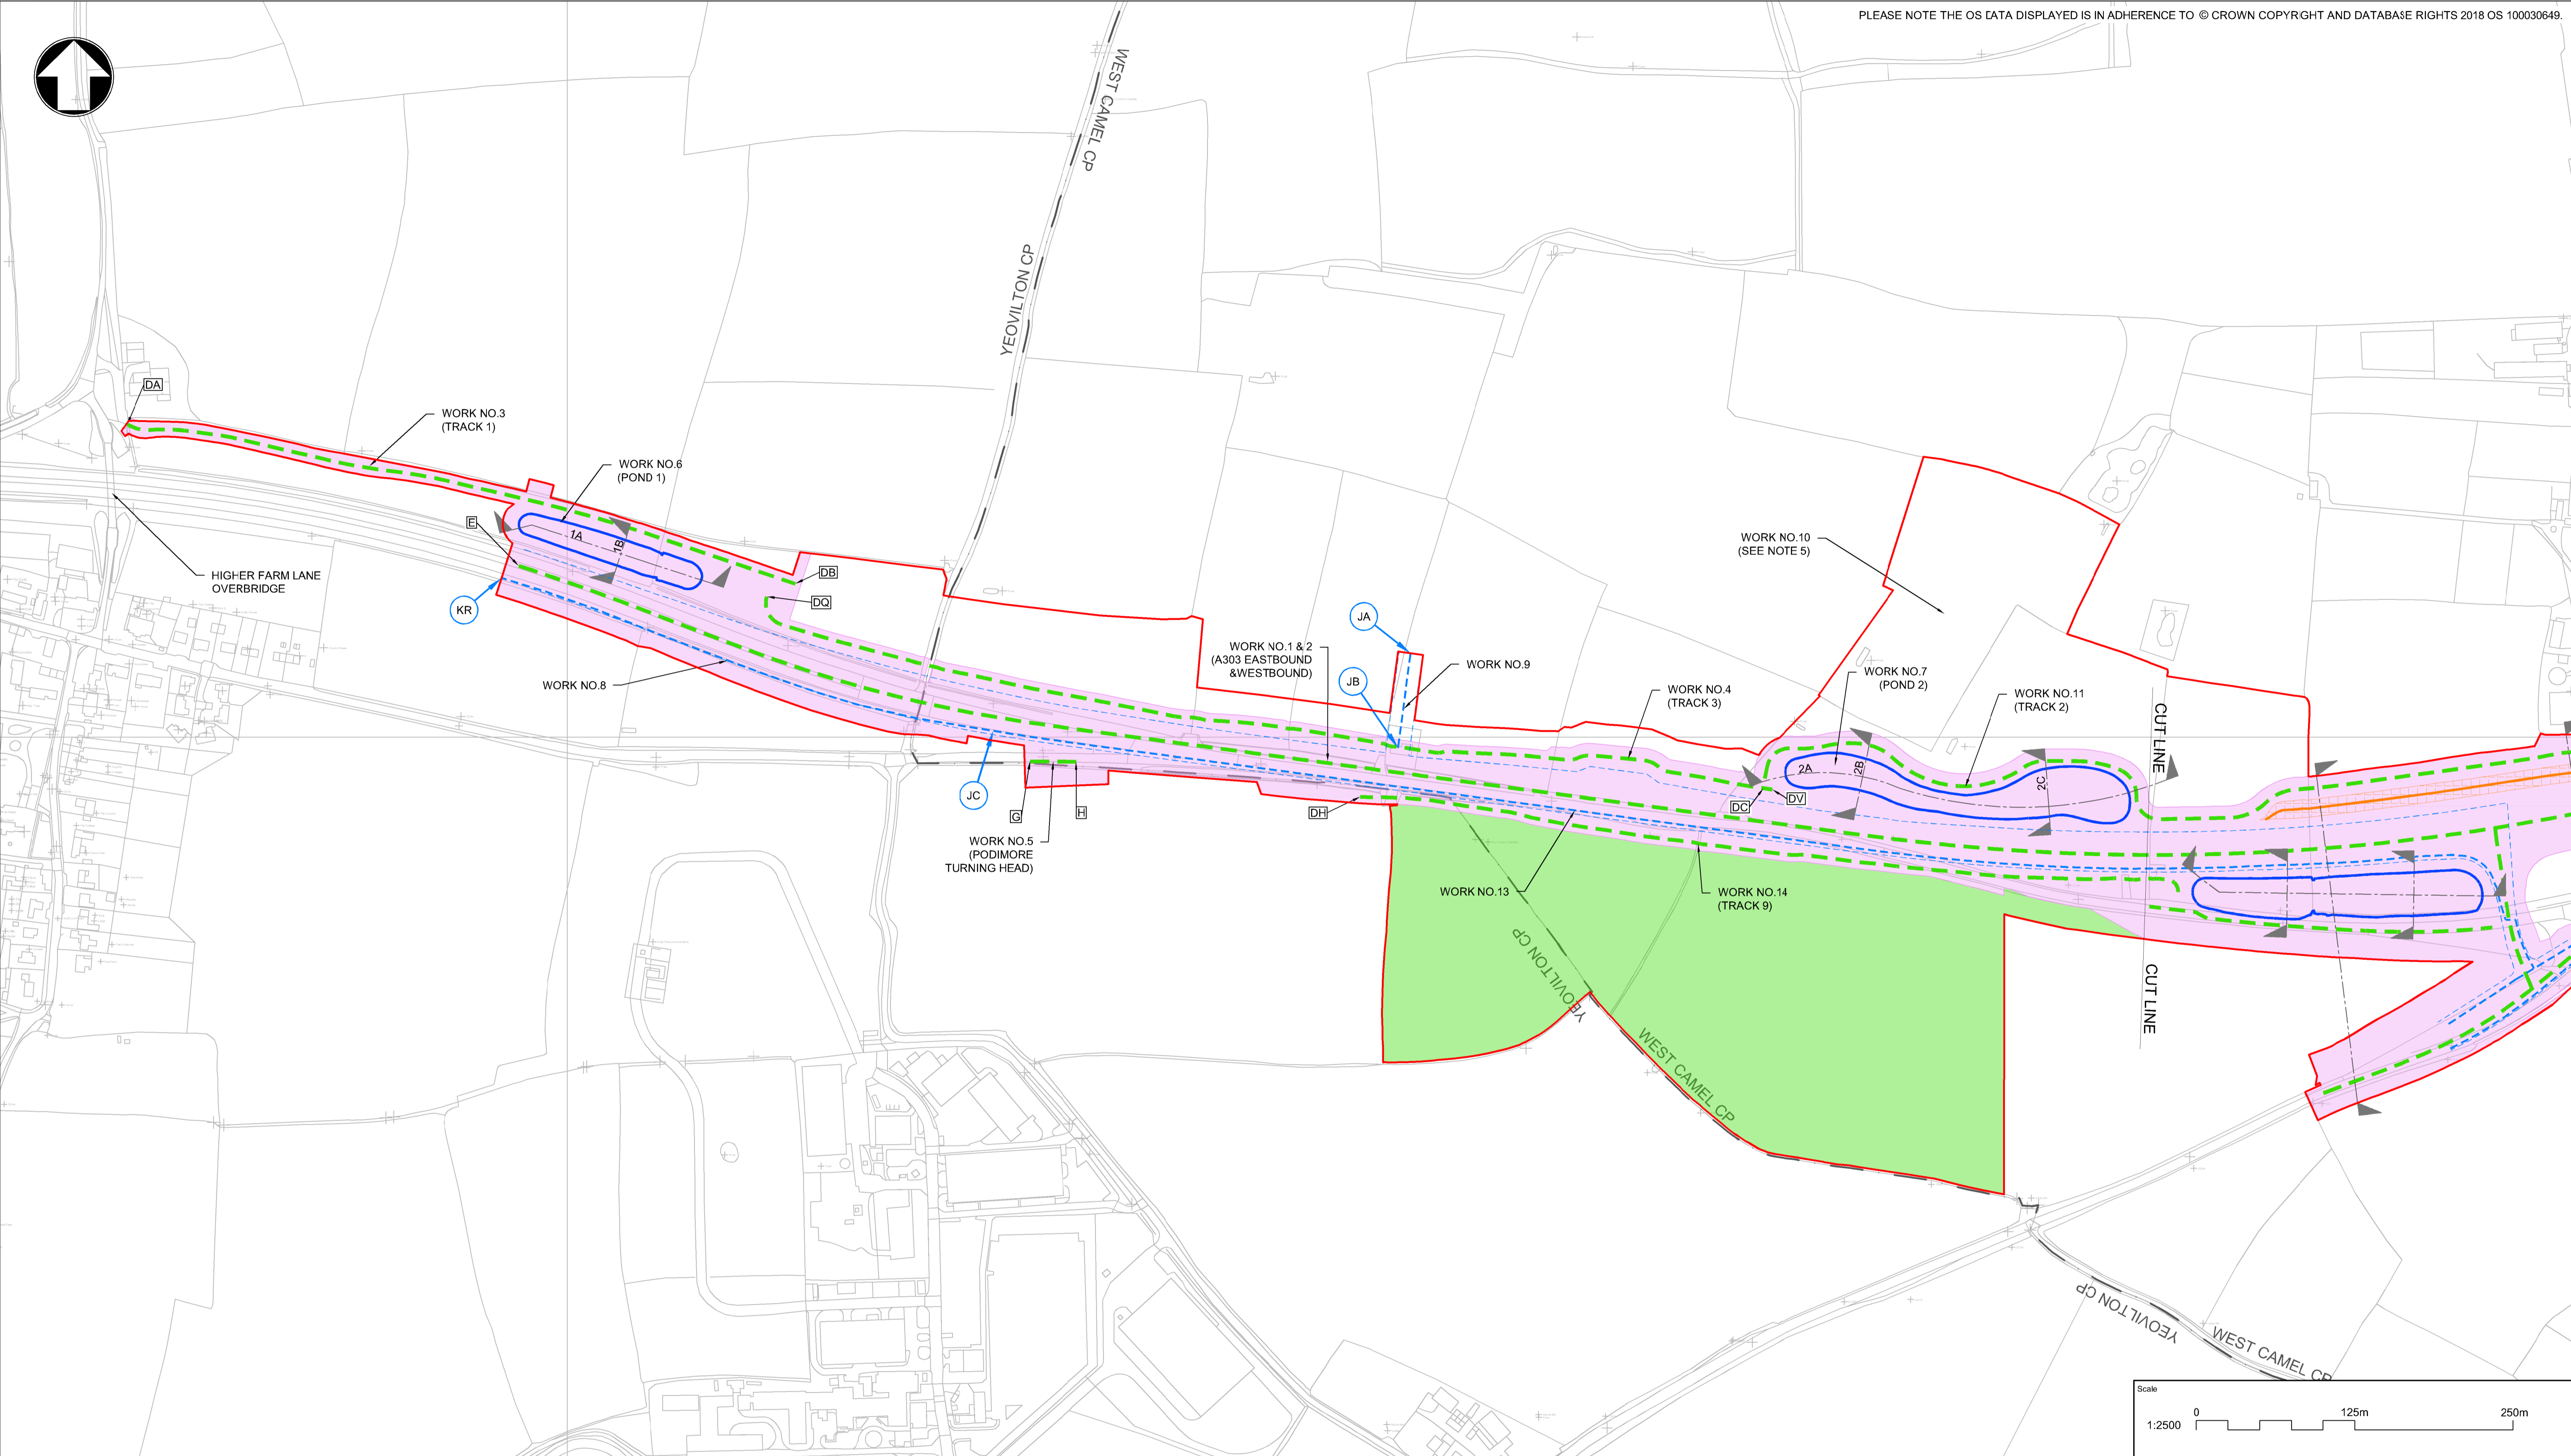 PLEASE NOTE THE OS DATA DISPLAYED IS IN ADHERENCE TO © CROWN COPYRIGHT AND DATABASE RIGHTS 2018 OS 100030649.
WEST CAMEL CP
YEOVILTON CP
DA
WORK NO.3
(TRACK 1)
WORK NO.6
(POND 1)
E
1A
1B
HIGHER FARM LANE
OVERBRIDGE
KR
DB
DQ
WORK NO.8
WORK NO.1 & 2
(A303 EASTBOUND
&WESTBOUND)
JA
JB
WORK NO.9
WORK NO.10
(SEE NOTE 5)
WORK NO.4
(TRACK 3)
WORK NO.7
(POND 2)
WORK NO.11
(TRACK 2)
CUT LINE
2A
2B
2C
DC
DV
JC
G
H
DH
WORK NO.5
(PODIMORE
TURNING HEAD)
WORK NO.13
WORK NO.14
(TRACK 9)
YEOVILTON CP
WEST CAMEL CP
CUT LINE
YEOVILTON CP
WEST CAMEL CP
Scale
1:2500
0
125m
250m